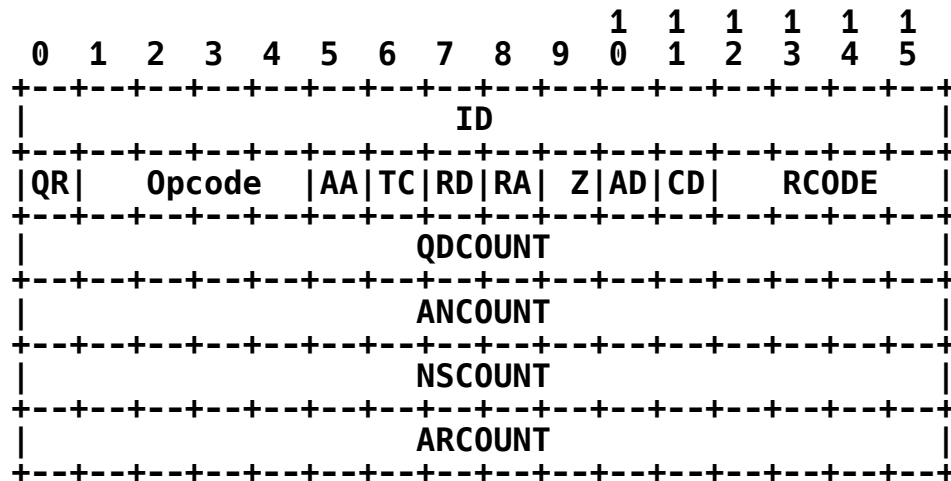 1  1  1  1  1  1
  0  1  2  3  4  5  6  7  8  9  0  1  2  3  4  5
+--+--+--+--+--+--+--+--+--+--+--+--+--+--+--+--+
|                      ID                       |
+--+--+--+--+--+--+--+--+--+--+--+--+--+--+--+--+
|QR|   Opcode  |AA|TC|RD|RA| Z|AD|CD|   RCODE   |
+--+--+--+--+--+--+--+--+--+--+--+--+--+--+--+--+
|                    QDCOUNT                    |
+--+--+--+--+--+--+--+--+--+--+--+--+--+--+--+--+
|                    ANCOUNT                    |
+--+--+--+--+--+--+--+--+--+--+--+--+--+--+--+--+
|                    NSCOUNT                    |
+--+--+--+--+--+--+--+--+--+--+--+--+--+--+--+--+
|                    ARCOUNT                    |
+--+--+--+--+--+--+--+--+--+--+--+--+--+--+--+--+